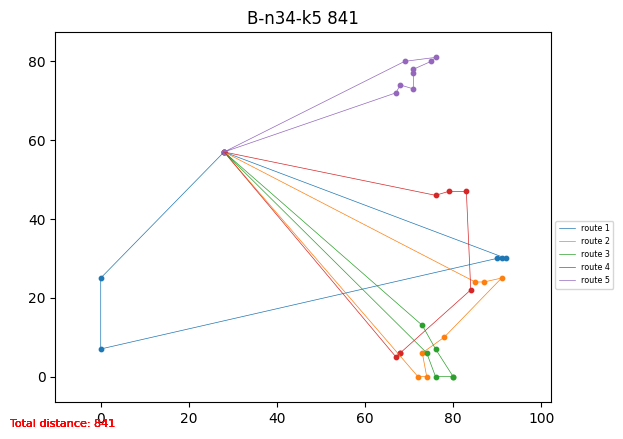 B-n34-k5 841
80
60
40
20
0
0 20 40 60 80 100
route 1
route 2
route 3
route 4
route 5
Total distance: 841